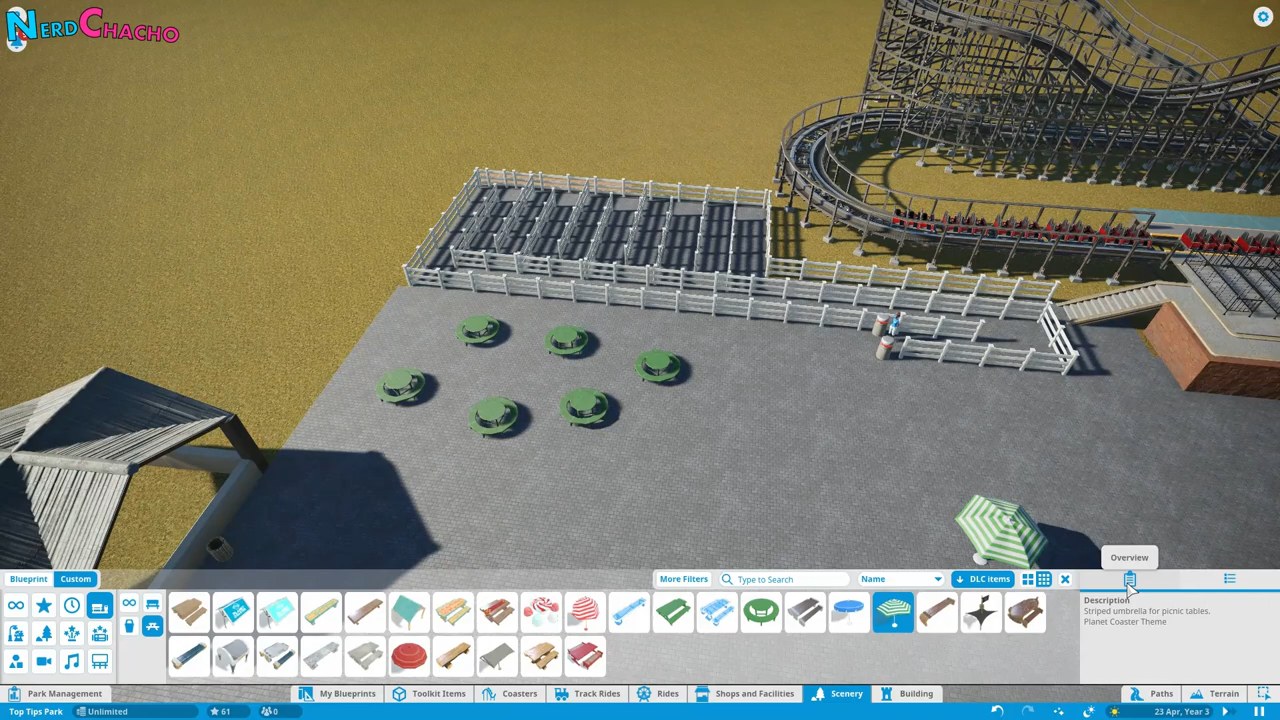 NERDCHACHO
Overview
Blueprint
Custom
More Filters
Type to Search
Name
DLC items
Description
Striped umbrella for picnic tables.
Planet Coaster Theme
Park Management
My Blueprints
Toolkit Items
Coasters
Track Rides
Rides
Shops and Facilities
Scenery
Building
Paths
Terrain
Top Tips Park
Unlimited
61
0
23 Apr, Year 3